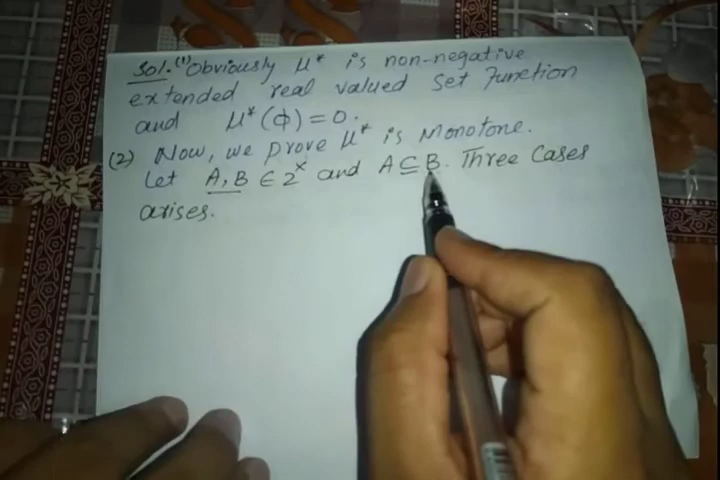 Sol. (1) Obviously μ* is non-negative
extended real valued Set Function
and μ*(ϕ) = 0.
(2) Now, we prove μ* is Monotone.
Let A, B ∈ 2^X and A ⊆ B. Three Cases
arises.